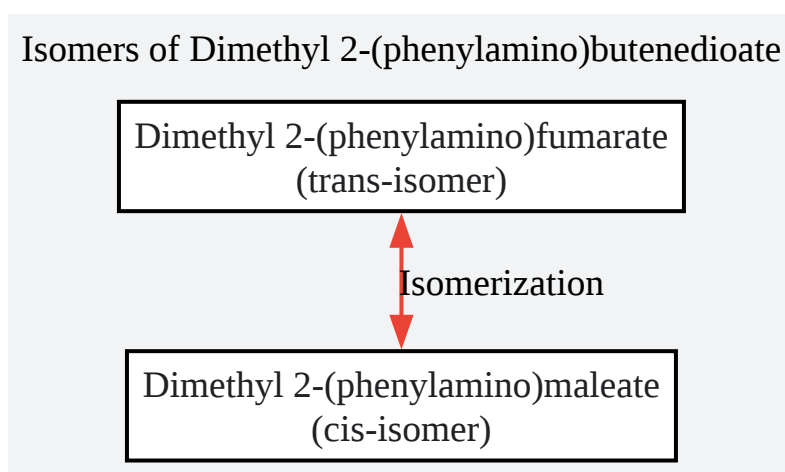 Isomers of Dimethyl 2-(phenylamino)butenedioate
Dimethyl 2-(phenylamino)fumarate
(trans-isomer)
Isomerization
Dimethyl 2-(phenylamino)maleate
(cis-isomer)